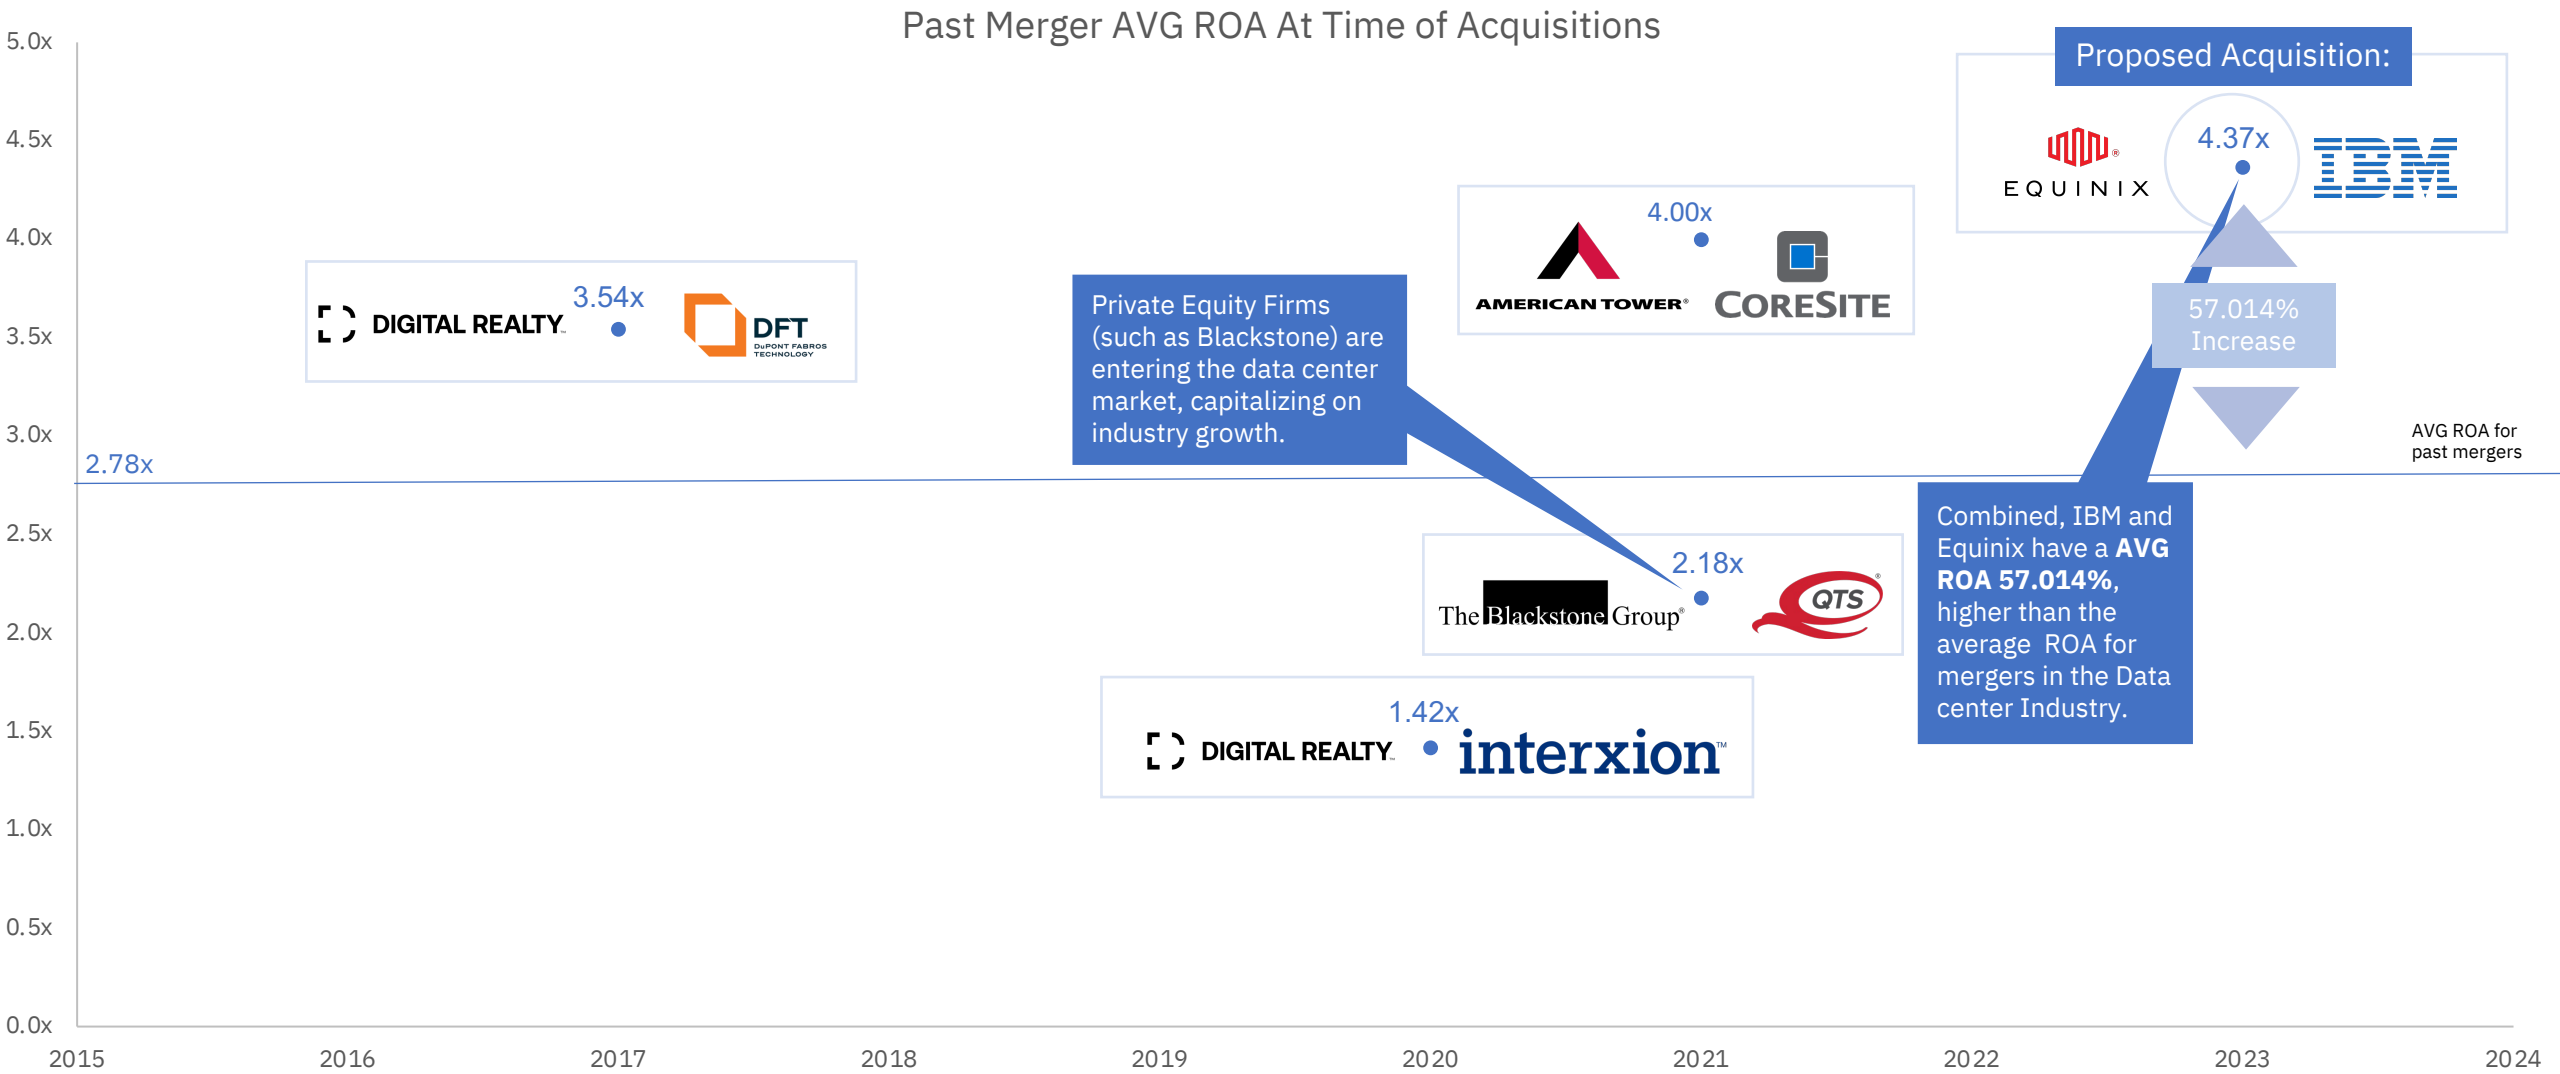 Past Merger AVG ROA At Time of Acquisitions
5.0x
4.5x
4.0x
3.5x
3.0x
2.5x
2.0x
1.5x
1.0x
0.5x
0.0x
2015
2016
2017
2018
2019
2020
2021
2022
2023
2024
2.78x
DIGITAL REALTY™
3.54x
DFT
DuPONT FABROS
TECHNOLOGY
Private Equity Firms
(such as Blackstone) are
entering the data center
market, capitalizing on
industry growth.
4.00x
AMERICAN TOWER®
CORESITE
The Blackstone Group®
2.18x
QTS®
DIGITAL REALTY™
1.42x
interxion™
Proposed Acquisition:
EQUINIX®
4.37x
IBM
57.014%
Increase
AVG ROA for
past mergers
Combined, IBM and
Equinix have a AVG
ROA 57.014%,
higher than the
average  ROA for
mergers in the Data
center Industry.